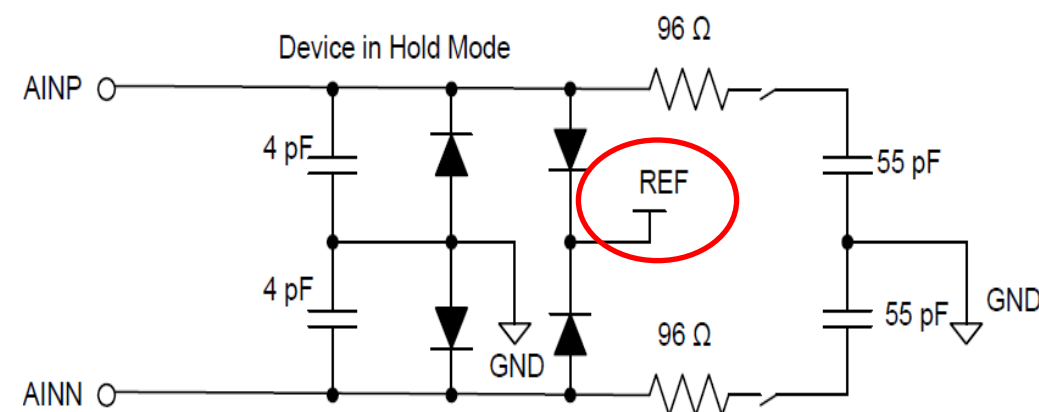 96 Ω
Device in Hold Mode
AINP
4 pF
55 pF
REF
4 pF
GND
55 pF
96 Ω
GND
AINN